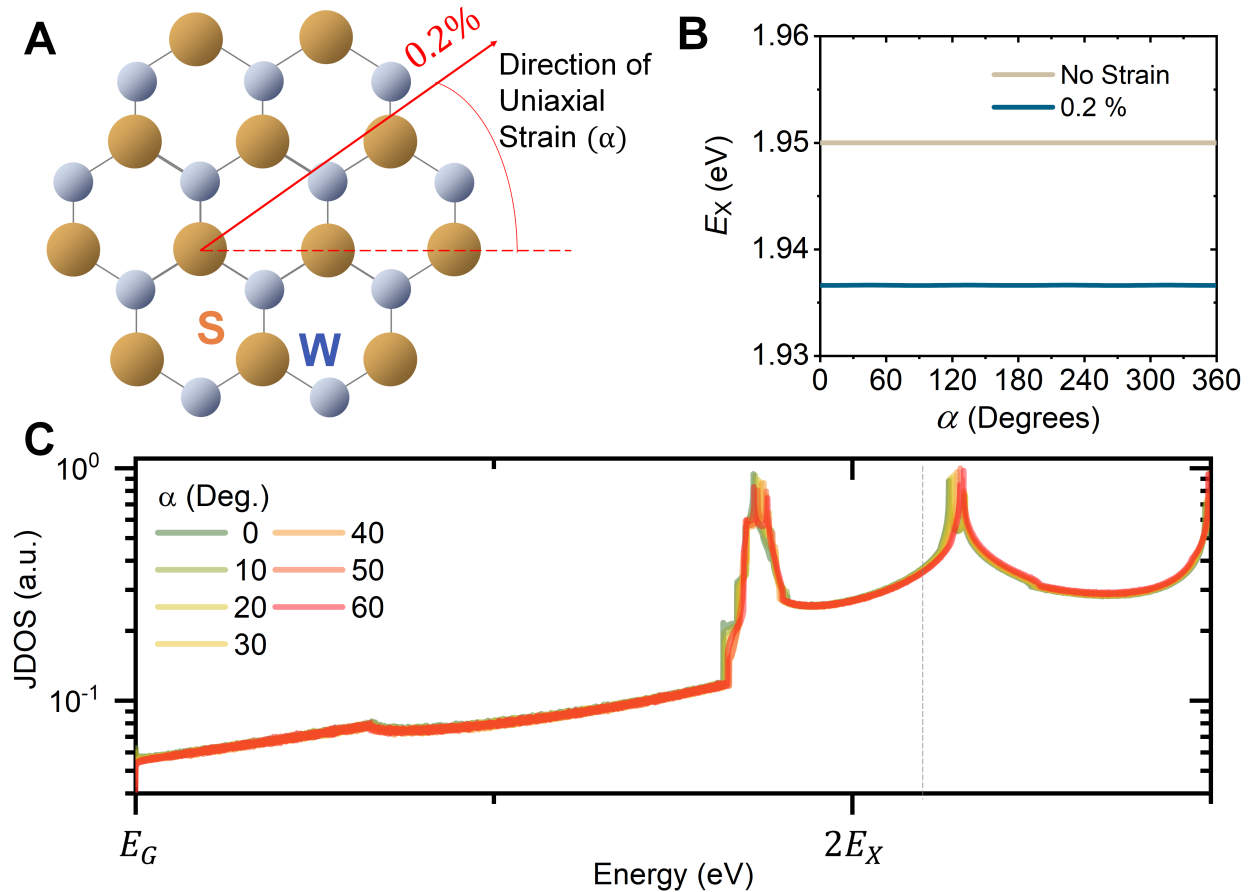 A
0.2%
Direction of
Uniaxial
Strain (α)
S
W
B
1.96
1.95
1.94
1.93
E_X (eV)
No Strain
0.2 %
0 60 120 180 240 300 360
α (Degrees)
C
10⁰
10⁻¹
JDOS (a.u.)
α (Deg.)
0 40
10 50
20 60
30
E_G 2E_X
Energy (eV)